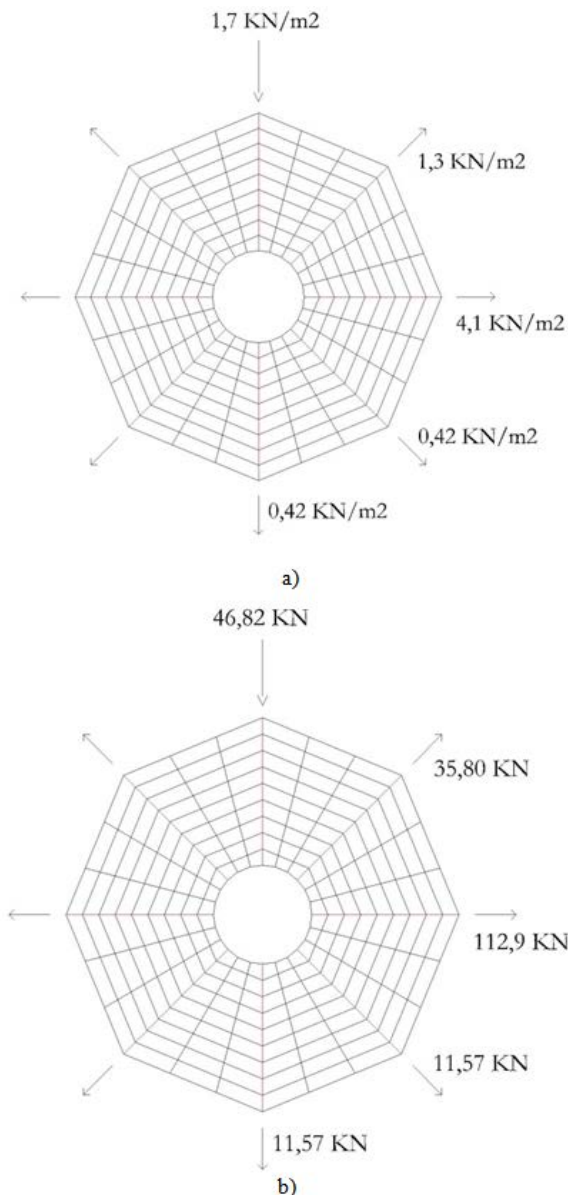 1,7 KN/m2
1,3 KN/m2
4,1 KN/m2
0,42 KN/m2
0,42 KN/m2
a)
46,82 KN
35,80 KN
112,9 KN
11,57 KN
11,57 KN
b)